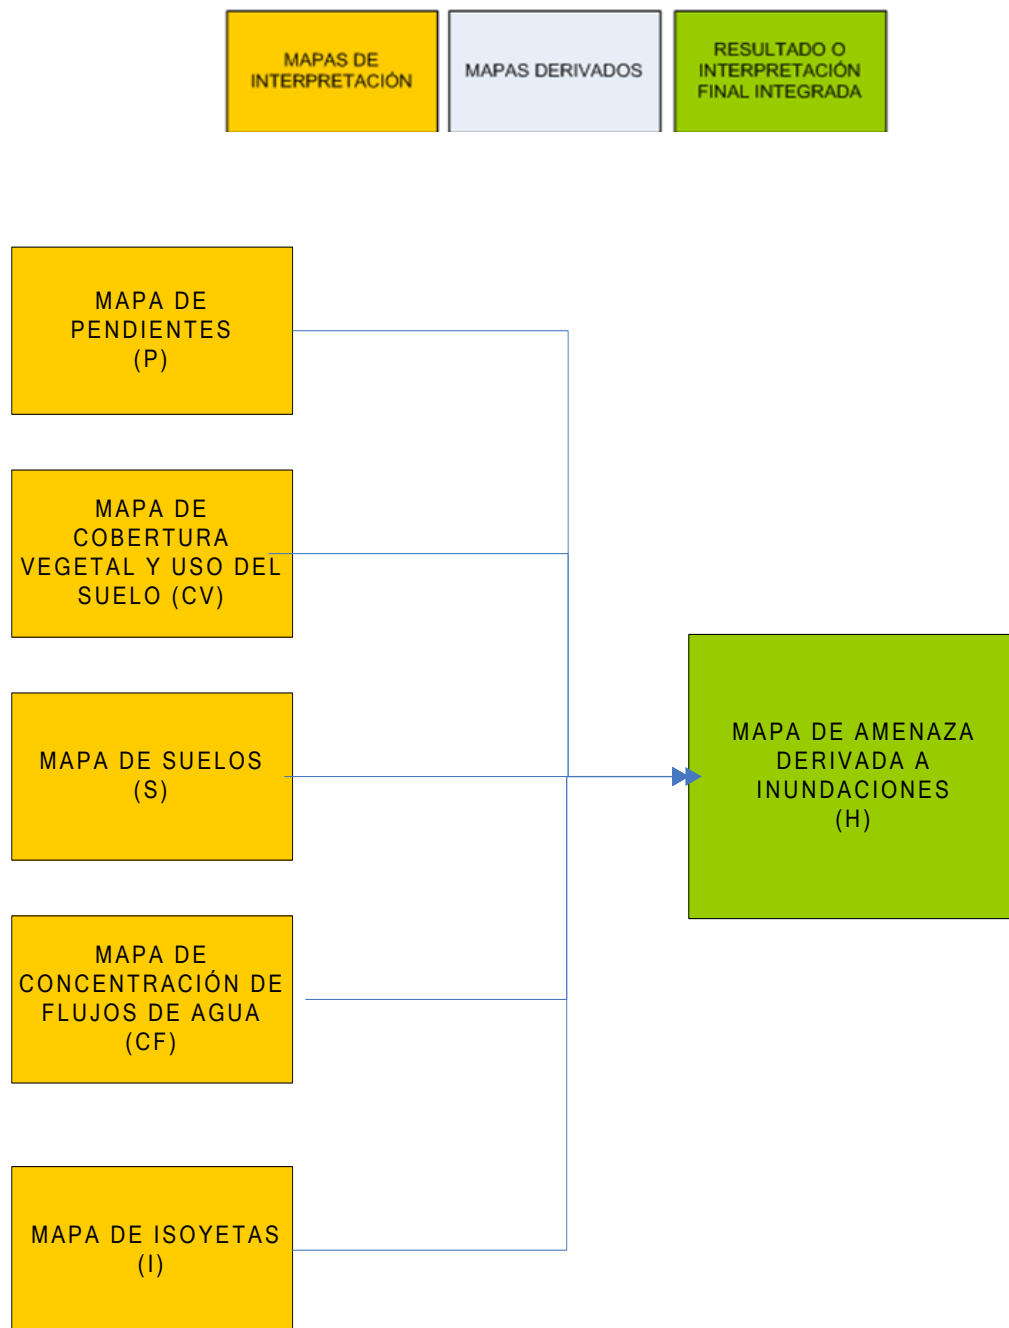 MAPAS DE
INTERPRETACIÓN
MAPAS DERIVADOS
RESULTADO O
INTERPRETACIÓN
FINAL INTEGRADA
MAPA DE
PENDIENTES
(P)
MAPA DE
COBERTURA
VEGETAL Y USO DEL
SUELO (CV)
MAPA DE SUELOS
(S)
MAPA DE
CONCENTRACIÓN DE
FLUJOS DE AGUA
(CF)
MAPA DE ISOYETAS
(I)
MAPA DE AMENAZA
DERIVADA A
INUNDACIONES
(H)